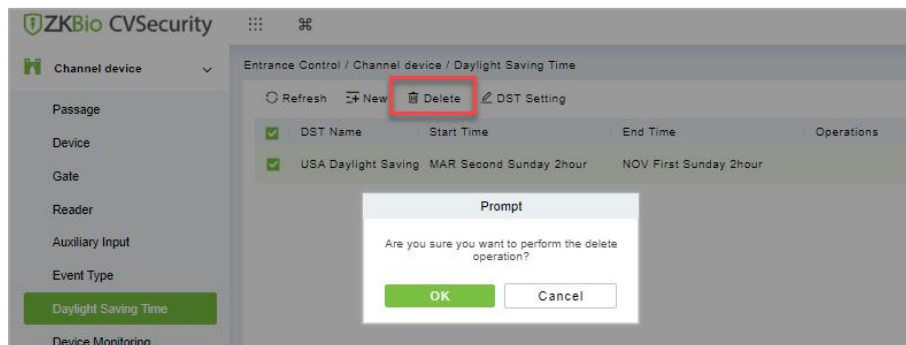 ZKBio CVSecurity
Channel device
Entrance Control / Channel device / Daylight Saving Time
Refresh New Delete DST Setting
DST Name Start Time End Time Operations
USA Daylight Saving MAR Second Sunday 2hour NOV First Sunday 2hour
Passage
Device
Gate
Reader
Auxiliary Input
Event Type
Daylight Saving Time
Device Monitoring
Prompt
Are you sure you want to perform the delete
operation?
OK Cancel